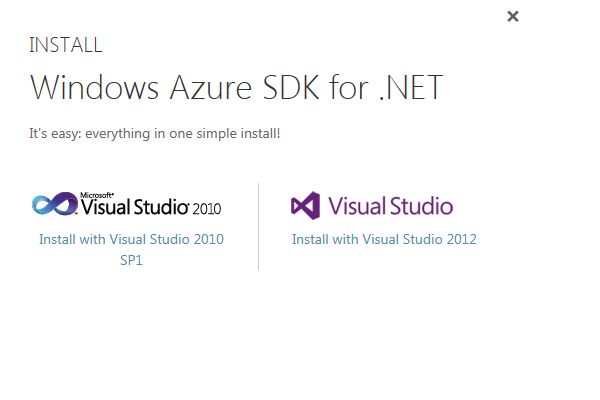 INSTALL
Windows Azure SDK for .NET
It's easy: everything in one simple install!
Microsoft®
Visual Studio® 2010
Visual Studio
Install with Visual Studio 2010
SP1
Install with Visual Studio 2012